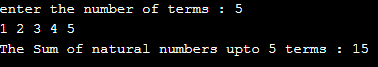 enter the number of terms : 5
1 2 3 4 5
The Sum of natural numbers upto 5 terms : 15